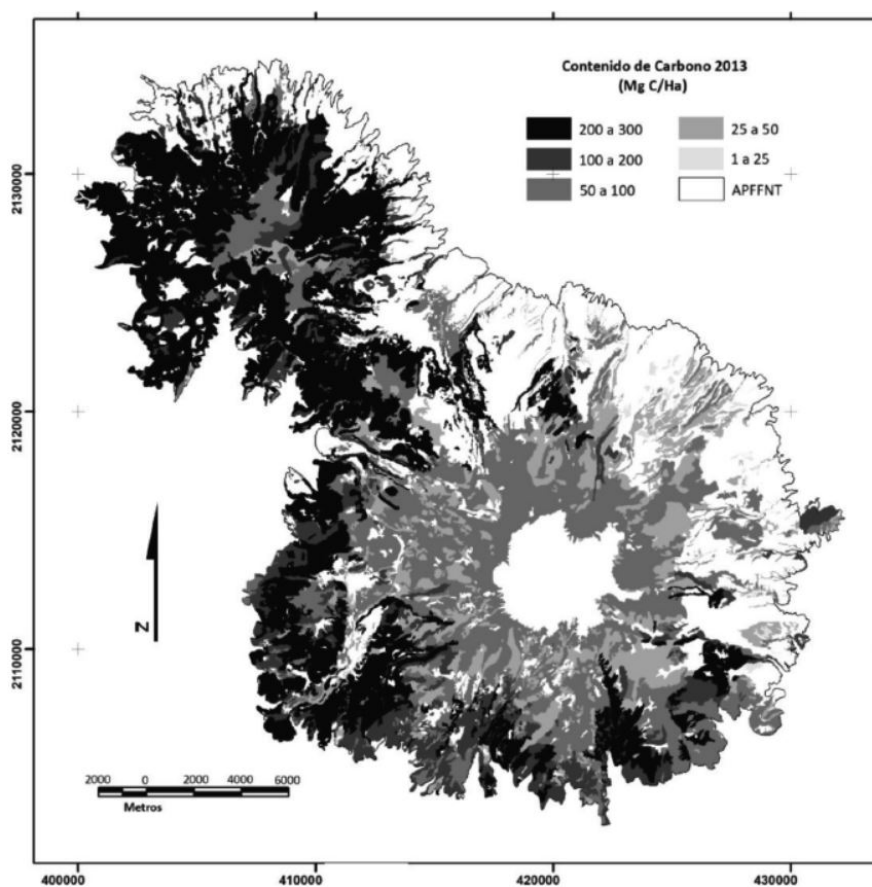 Contenido de Carbono 2013
(Mg C/Ha)
200 a 300
25 a 50
100 a 200
1 a 25
50 a 100
APFFNT
2130000
2120000
2110000
N
2000 0 2000 4000 6000
Metros
400000 410000 420000 430000